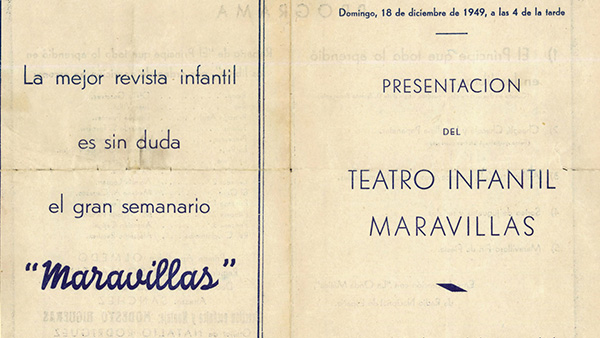 La mejor revista infantil
es sin duda
el gran semanario
"Maravillas"
Domingo, 18 de diciembre de 1949, a las 4 de la tarde
PRESENTACION
DEL
TEATRO INFANTIL
MARAVILLAS